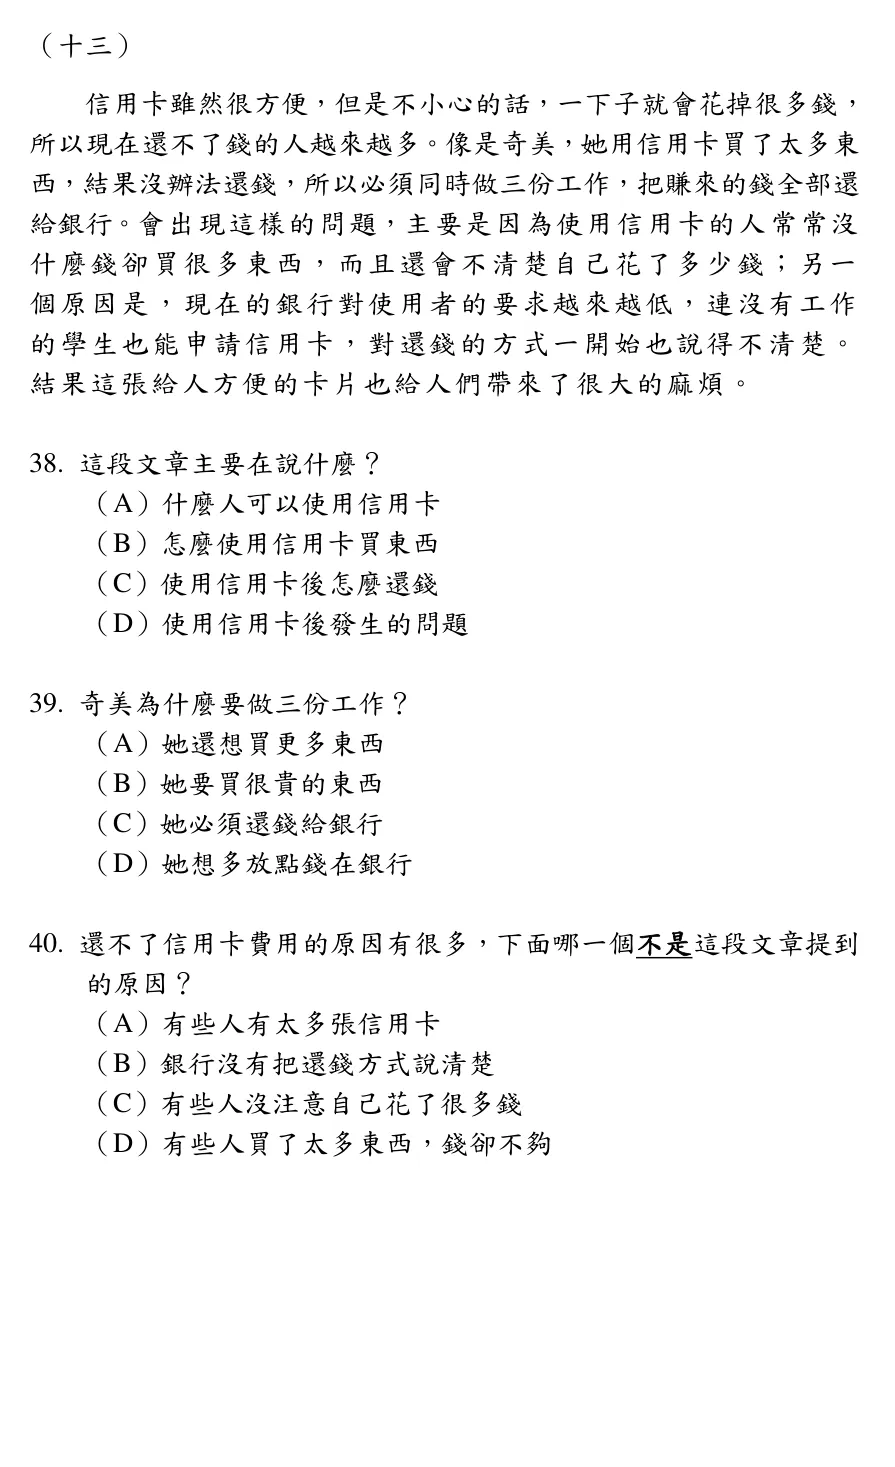 （十三）
信用卡雖然很方便，但是不小心的話，一下子就會花掉很多錢，
所以現在還不了錢的人越來越多。像是奇美，她用信用卡買了太多東
西，結果沒辦法還錢，所以必須同時做三份工作，把賺來的錢全部還
給銀行。會出現這樣的問題，主要是因為使用信用卡的人常常沒
什麼錢卻買很多東西，而且還會不清楚自己花了多少錢；另一
個原因是，現在的銀行對使用者的要求越來越低，連沒有工作
的學生也能申請信用卡，對還錢的方式一開始也說得不清楚。
結果這張給人方便的卡片也給人們帶來了很大的麻煩。
38. 這段文章主要在說什麼？
（A）什麼人可以使用信用卡
（B）怎麼使用信用卡買東西
（C）使用信用卡後怎麼還錢
（D）使用信用卡後發生的問題
39. 奇美為什麼要做三份工作？
（A）她還想買更多東西
（B）她要買很貴的東西
（C）她必須還錢給銀行
（D）她想多放點錢在銀行
40. 還不了信用卡費用的原因有很多，下面哪一個不是這段文章提到
的原因？
（A）有些人有太多張信用卡
（B）銀行沒有把還錢方式說清楚
（C）有些人沒注意自己花了很多錢
（D）有些人買了太多東西，錢卻不夠